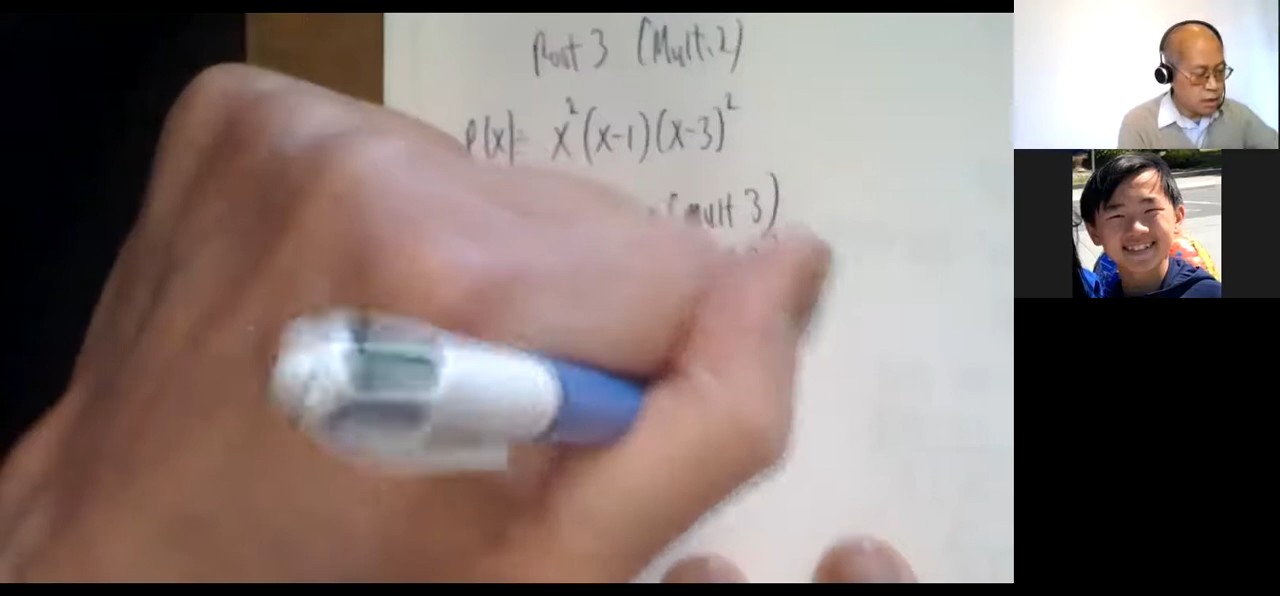 Root 3 (Mult. 2)
P(x) = x²(x-1)(x-3)²
(mult 3)